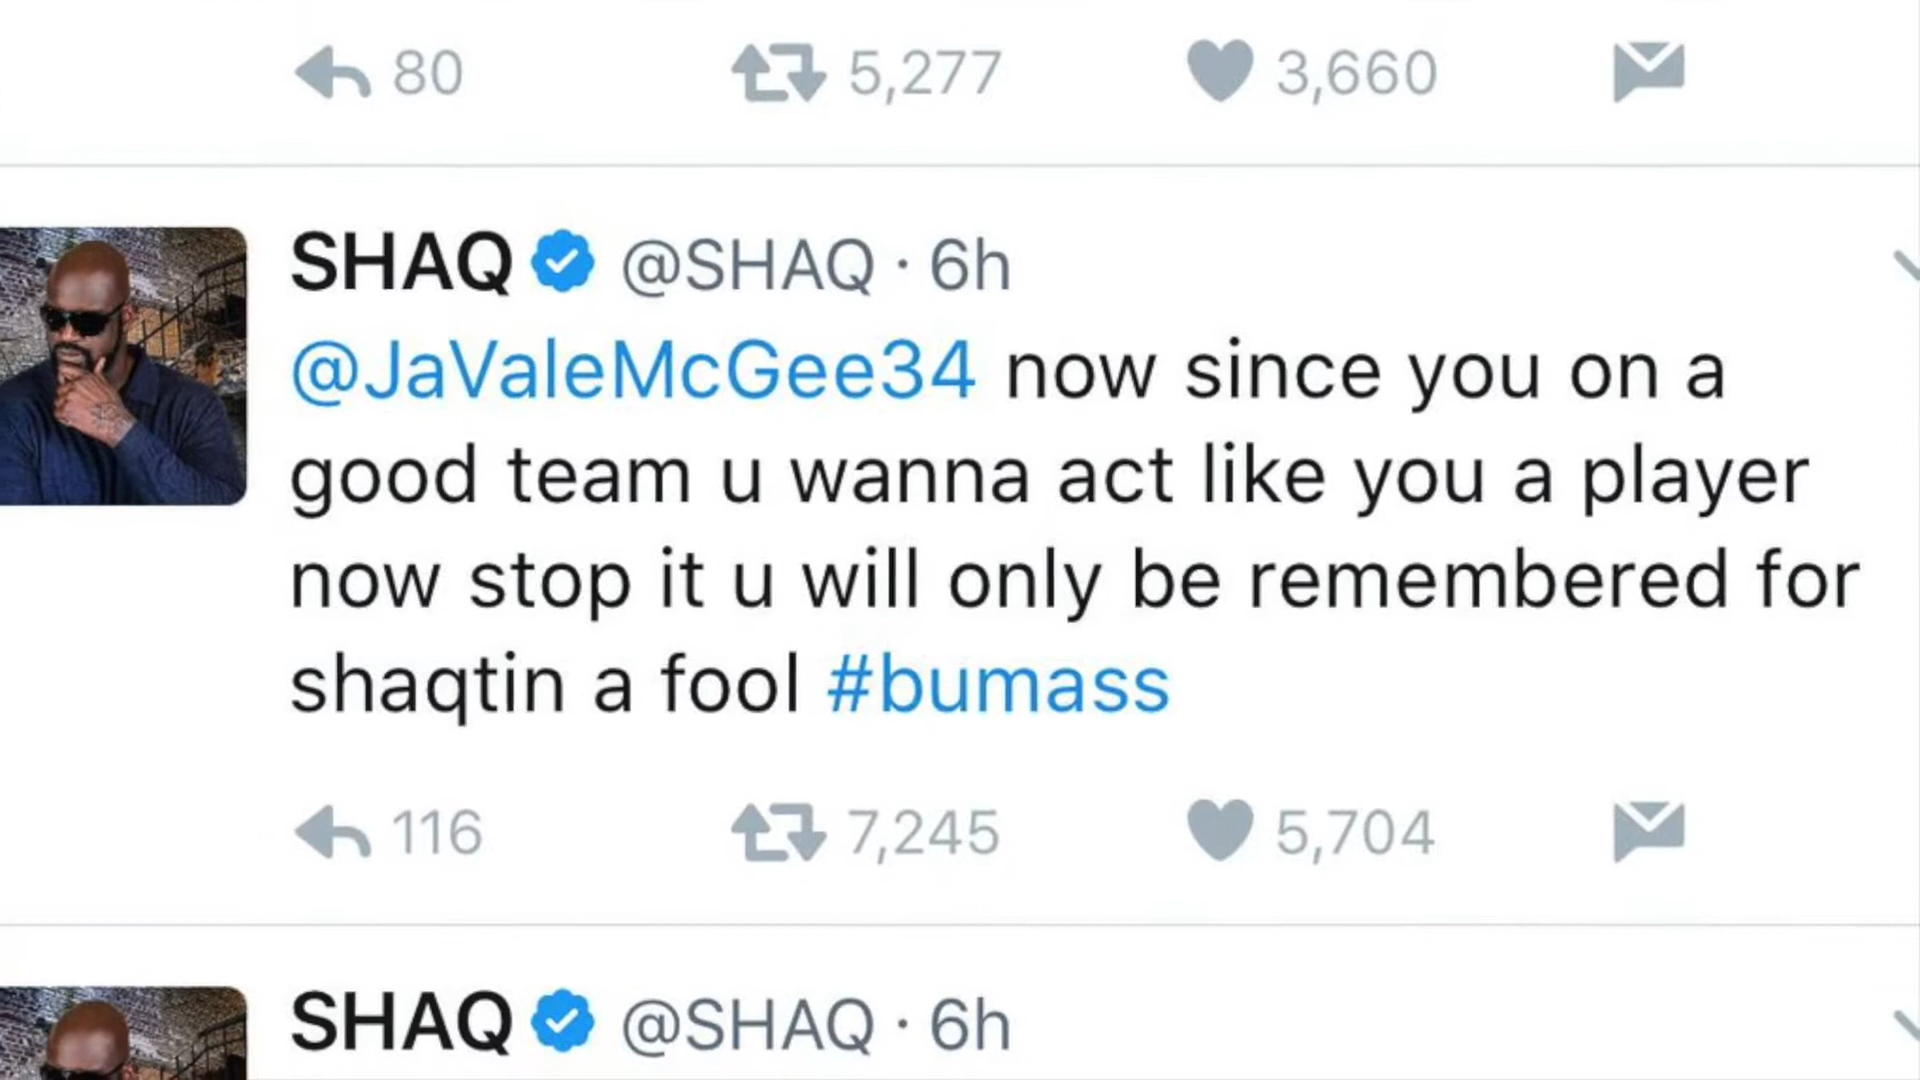 80 5,277 3,660
SHAQ @SHAQ · 6h
@JaValeMcGee34 now since you on a
good team u wanna act like you a player
now stop it u will only be remembered for
shaqtin a fool #bumass
116 7,245 5,704
SHAQ @SHAQ · 6h